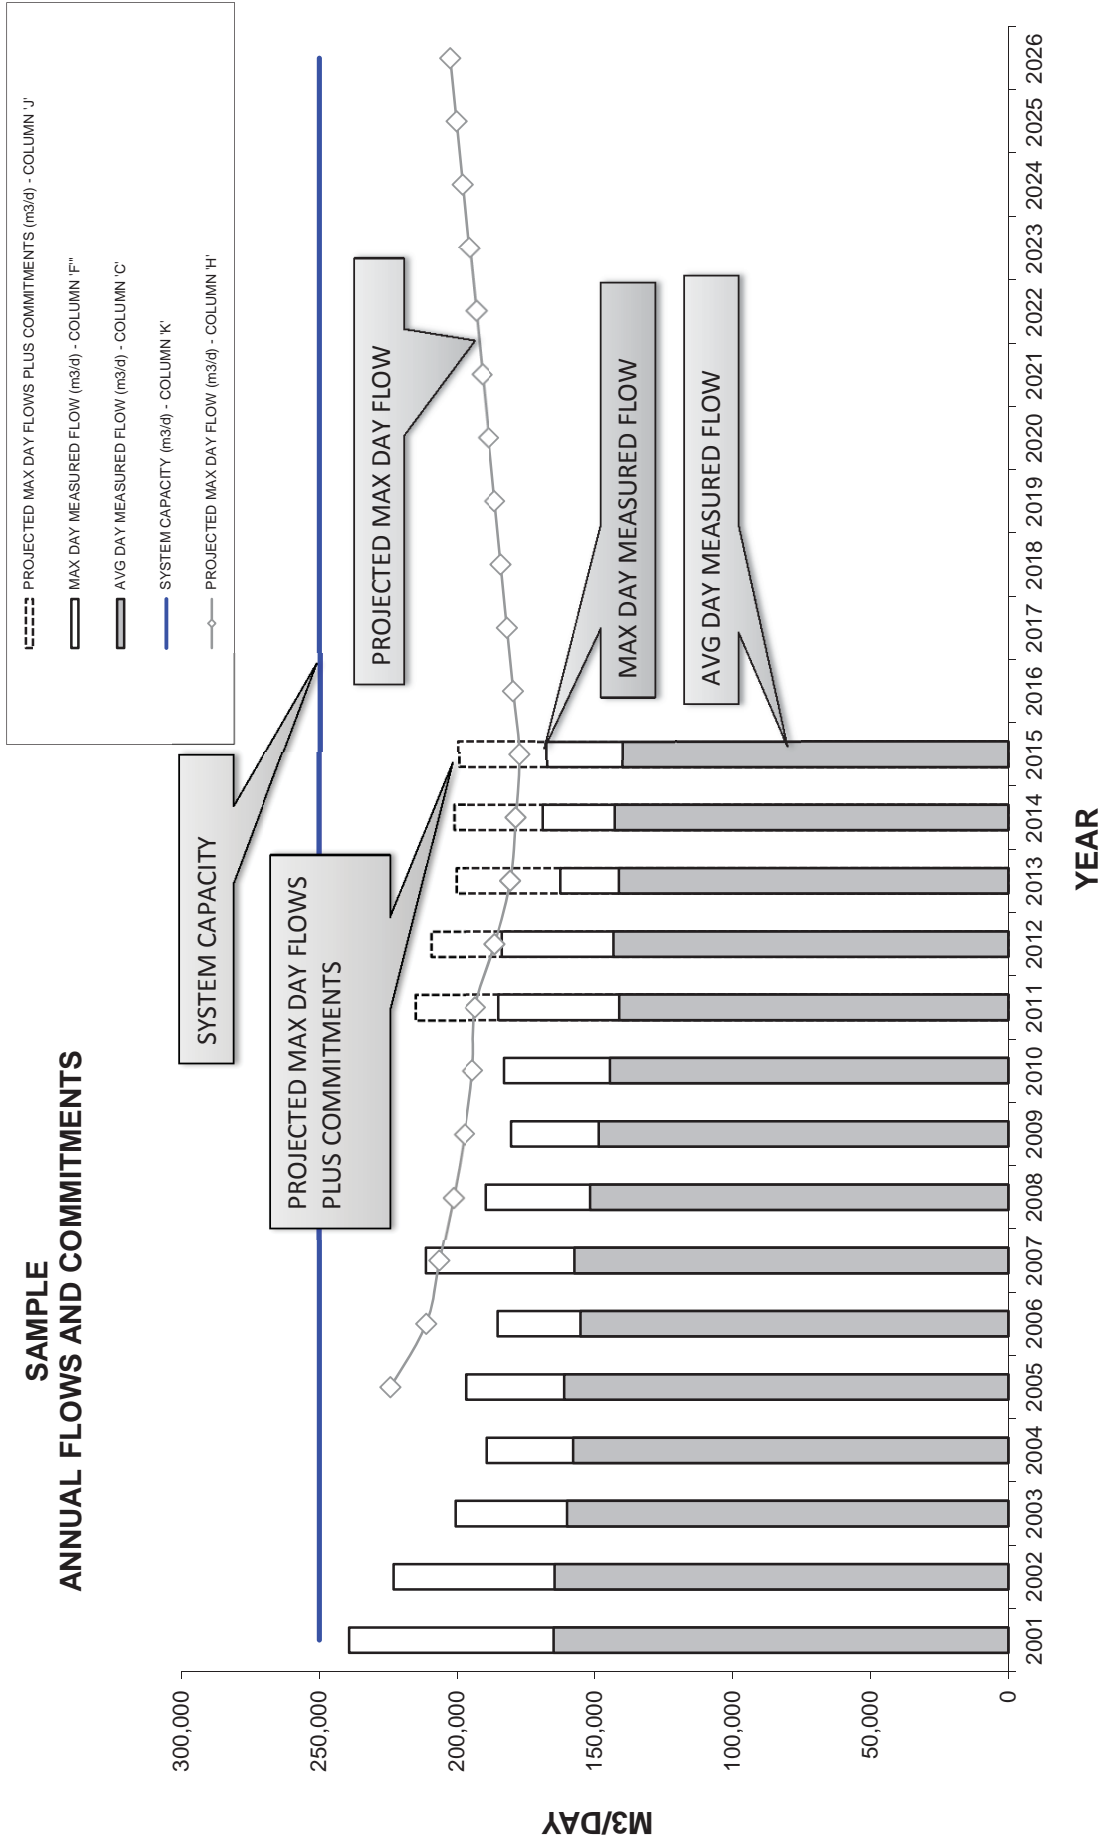 SAMPLE
ANNUAL FLOWS AND COMMITMENTS
PROJECTED MAX DAY FLOWS PLUS COMMITMENTS (m3/d) - COLUMN 'J'
MAX DAY MEASURED FLOW (m3/d) - COLUMN 'F"
AVG DAY MEASURED FLOW (m3/d) - COLUMN 'C'
SYSTEM CAPACITY (m3/d) - COLUMN 'K'
PROJECTED MAX DAY FLOW (m3/d) - COLUMN 'H'
SYSTEM CAPACITY
PROJECTED MAX DAY FLOWS
PLUS COMMITMENTS
PROJECTED MAX DAY FLOW
MAX DAY MEASURED FLOW
AVG DAY MEASURED FLOW
M3/DAY
300,000
250,000
200,000
150,000
100,000
50,000
0
2001 2002 2003 2004 2005 2006 2007 2008 2009 2010 2011 2012 2013 2014 2015 2016 2017 2018 2019 2020 2021 2022 2023 2024 2025 2026
YEAR